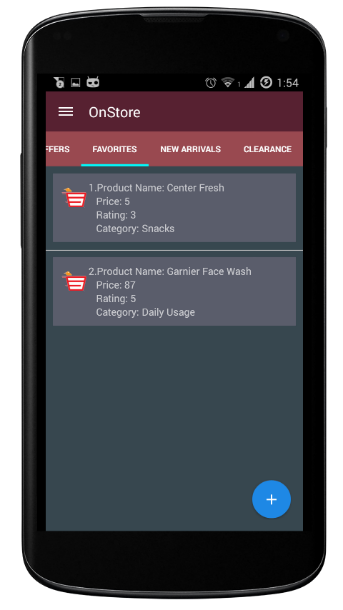 1:54
OnStore
FFERS FAVORITES NEW ARRIVALS CLEARANCE
1.Product Name: Center Fresh
Price: 5
Rating: 3
Category: Snacks
2.Product Name: Garnier Face Wash
Price: 87
Rating: 5
Category: Daily Usage